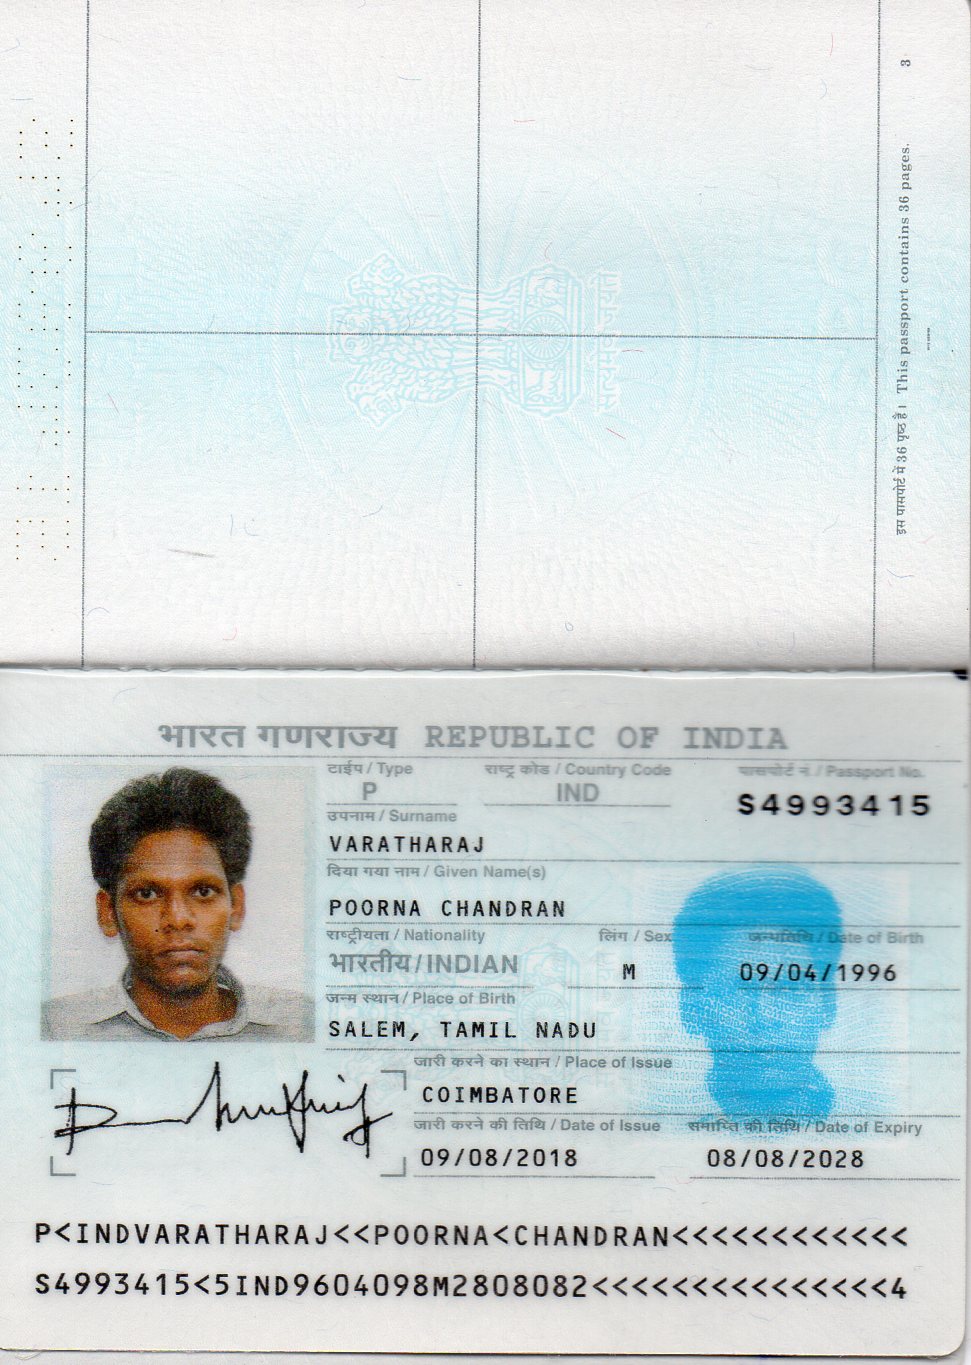 3
इस पासपोर्ट में 36 पृष्ठ हैं। This passport contains 36 pages.
भारत गणराज्य REPUBLIC OF INDIA
टाईप / Type राष्ट्र कोड / Country Code पासपोर्ट नं. / Passport No.
P IND S4993415
उपनाम / Surname
VARATHARAJ
दिया गया नाम / Given Name(s)
POORNA CHANDRAN
राष्ट्रीयता / Nationality लिंग / Sex जन्मतिथि / Date of Birth
भारतीय/INDIAN M 09/04/1996
जन्म स्थान / Place of Birth
SALEM, TAMIL NADU
जारी करने का स्थान / Place of Issue
COIMBATORE
जारी करने की तिथि / Date of Issue समाप्ति की तिथि / Date of Expiry
09/08/2018 08/08/2028
P<INDVARATHARAJ<<POORNA<CHANDRAN<<<<<<<<<<<<
S4993415<5IND9604098M2808082<<<<<<<<<<<<<<<4